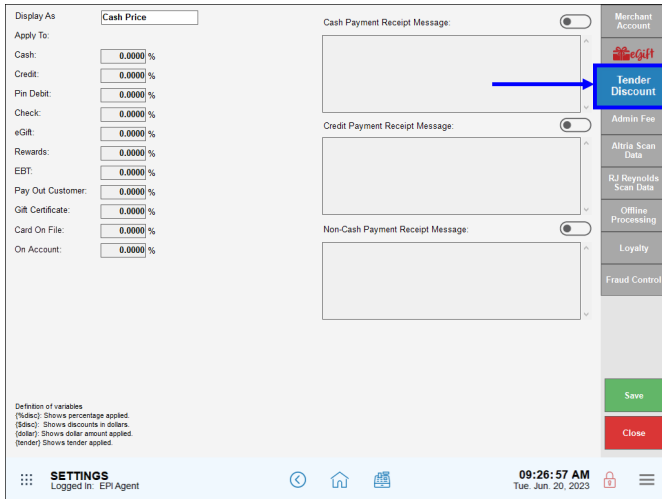 Display As
Cash Price
Apply To:
Cash:
0.0000 %
Credit:
0.0000 %
Pin Debit:
0.0000 %
Check:
0.0000 %
eGift:
0.0000 %
Rewards:
0.0000 %
EBT:
0.0000 %
Pay Out Customer:
0.0000 %
Gift Certificate:
0.0000 %
Card On File:
0.0000 %
On Account:
0.0000 %
Cash Payment Receipt Message:
Credit Payment Receipt Message:
Non-Cash Payment Receipt Message:
Merchant
Account
eGift
Tender
Discount
Admin Fee
Altria Scan
Data
RJ Reynolds
Scan Data
Offline
Processing
Loyalty
Fraud Control
Save
Close
Definition of variables
{%disc}: Shows percentage applied.
{$disc}: Shows discounts in dollars.
{dollar}: Shows dollar amount applied.
{tender} Shows tender applied.
SETTINGS
Logged In: EPI Agent
09:26:57 AM
Tue. Jun. 20, 2023